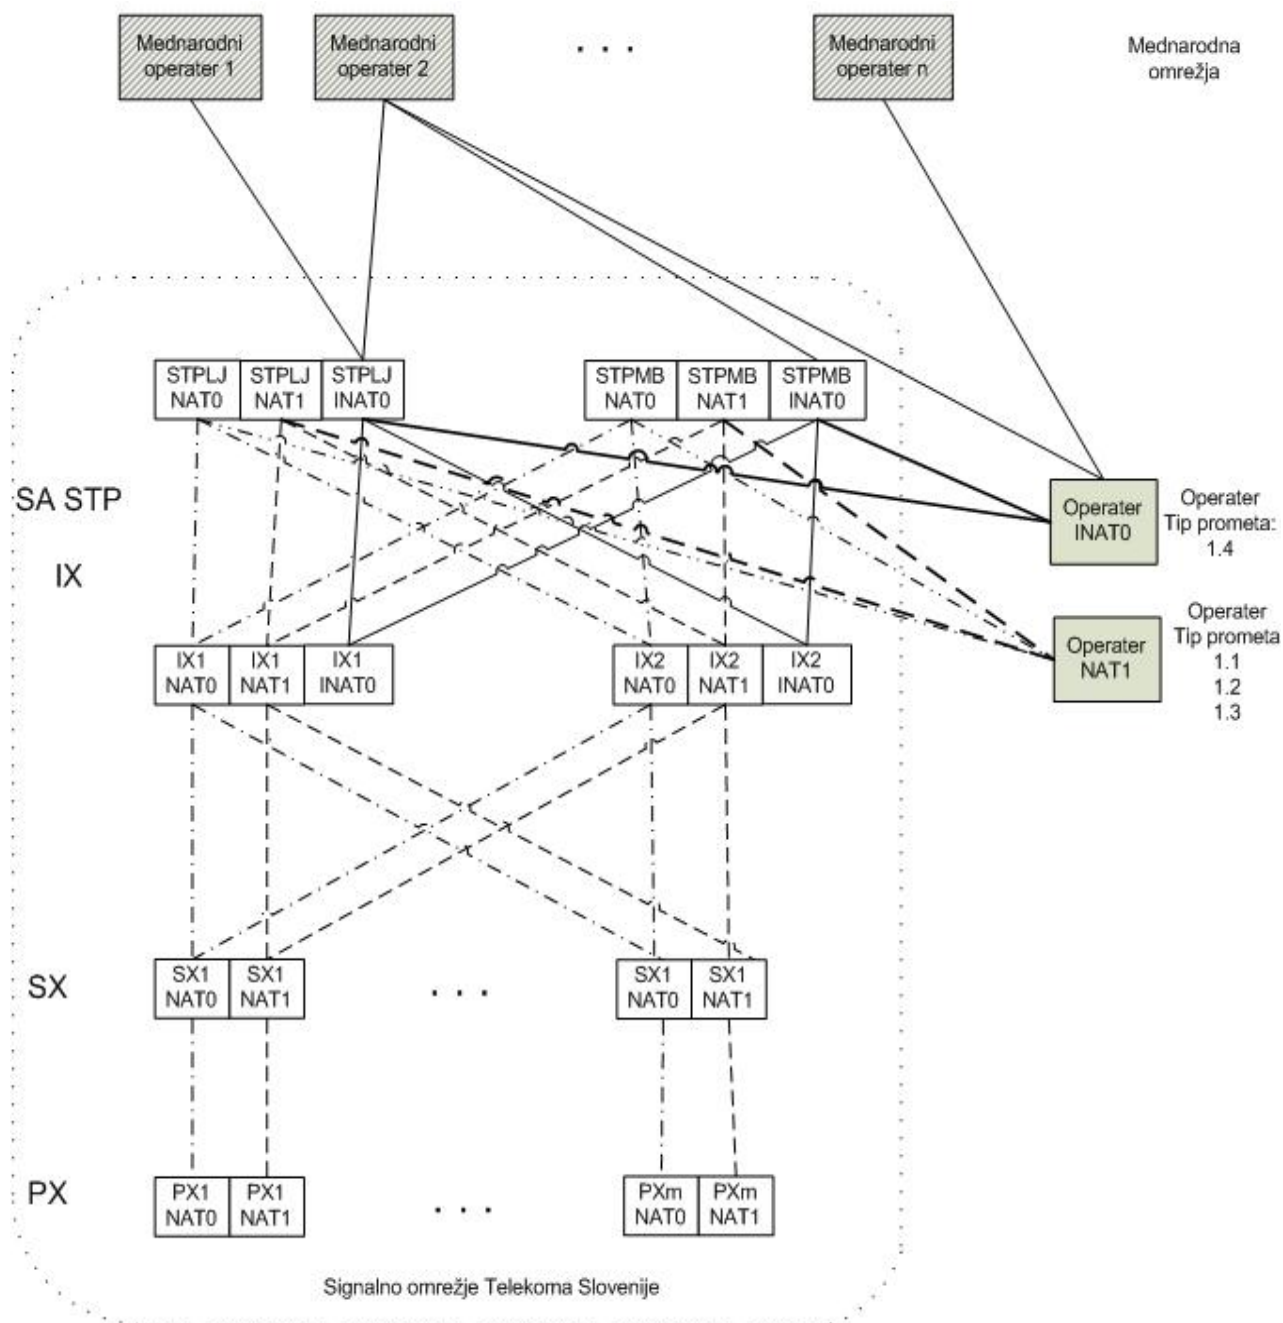 Mednarodni
operater 1
Mednarodni
operater 2
. . .
Mednarodni
operater n
Mednarodna
omrežja
STPLJ
NAT0
STPLJ
NAT1
STPLJ
INAT0
STPMB
NAT0
STPMB
NAT1
STPMB
INAT0
SA STP
IX
Operater
INAT0
Operater
Tip prometa:
1.4
Operater
NAT1
Operater
Tip prometa
1.1
1.2
1.3
IX1
NAT0
IX1
NAT1
IX1
INAT0
IX2
NAT0
IX2
NAT1
IX2
INAT0
SX
SX1
NAT0
SX1
NAT1
. . .
SX1
NAT0
SX1
NAT1
PX
PX1
NAT0
PX1
NAT1
. . .
PXm
NAT0
PXm
NAT1
Signalno omrežje Telekoma Slovenije